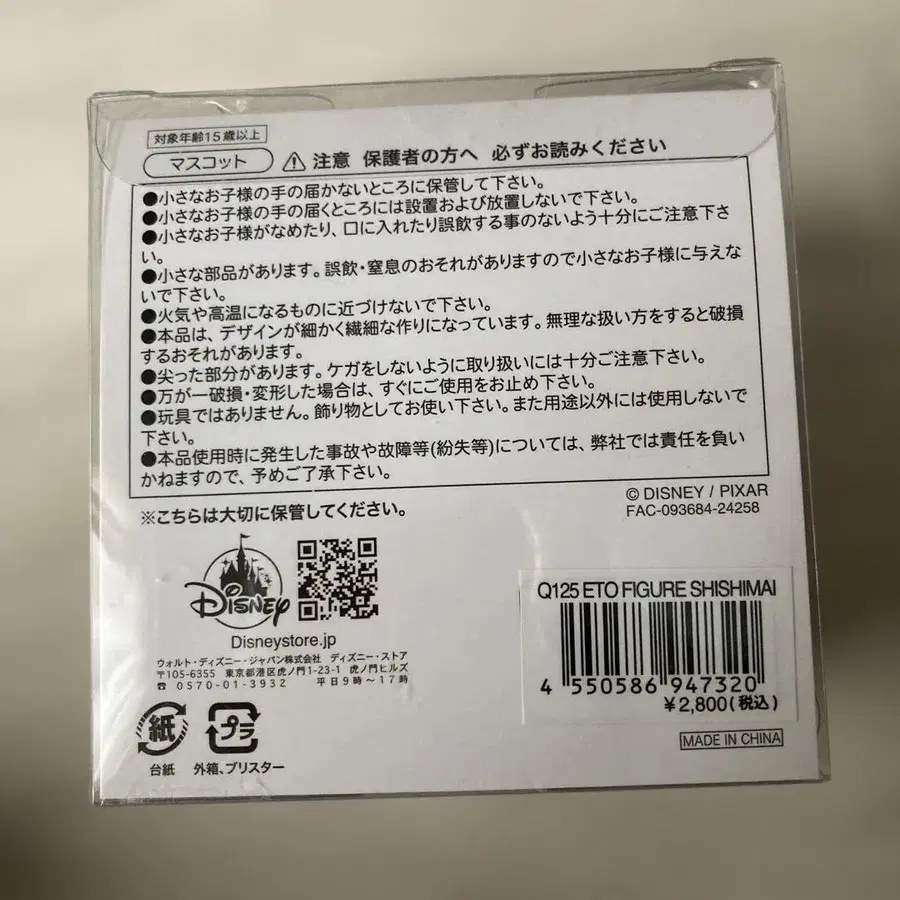 対象年齢15歳以上
マスコット ⚠ 注意 保護者の方へ 必ずお読みください
●小さなお子様の手の届かないところに保管して下さい。
●小さなお子様の手の届くところには設置および放置しないで下さい。
●小さなお子様がなめたり、口に入れたり誤飲する事のないよう十分にご注意下さ
い。
●小さな部品があります。誤飲・窒息のおそれがありますので小さなお子様に与えな
いで下さい。
●火気や高温になるものに近づけないで下さい。
●本品は、デザインが細かく繊細な作りになっています。無理な扱い方をすると破損
するおそれがあります。
●尖った部分があります。ケガをしないように取り扱いには十分ご注意下さい。
●万が一破損・変形した場合は、すぐにご使用をお止め下さい。
●玩具ではありません。飾り物としてお使い下さい。また用途以外には使用しないで
下さい。
●本品使用時に発生した事故や故障等(紛失等)については、弊社では責任を負い
かねますので、予めご了承下さい。
© DISNEY / PIXAR
FAC-093684-24258
※こちらは大切に保管してください。
DISNEY
Disneystore.jp
ウォルト・ディズニー・ジャパン株式会社 ディズニー・ストア
〒105-6355 東京都港区虎ノ門1-23-1 虎ノ門ヒルズ
☎ 0570-01-3932 平日9時〜17時
Q125 ETO FIGURE SHISHIMAI
4 550586 947320
¥2,800(税込)
MADE IN CHINA
紙
プラ
台紙
外箱、ブリスター